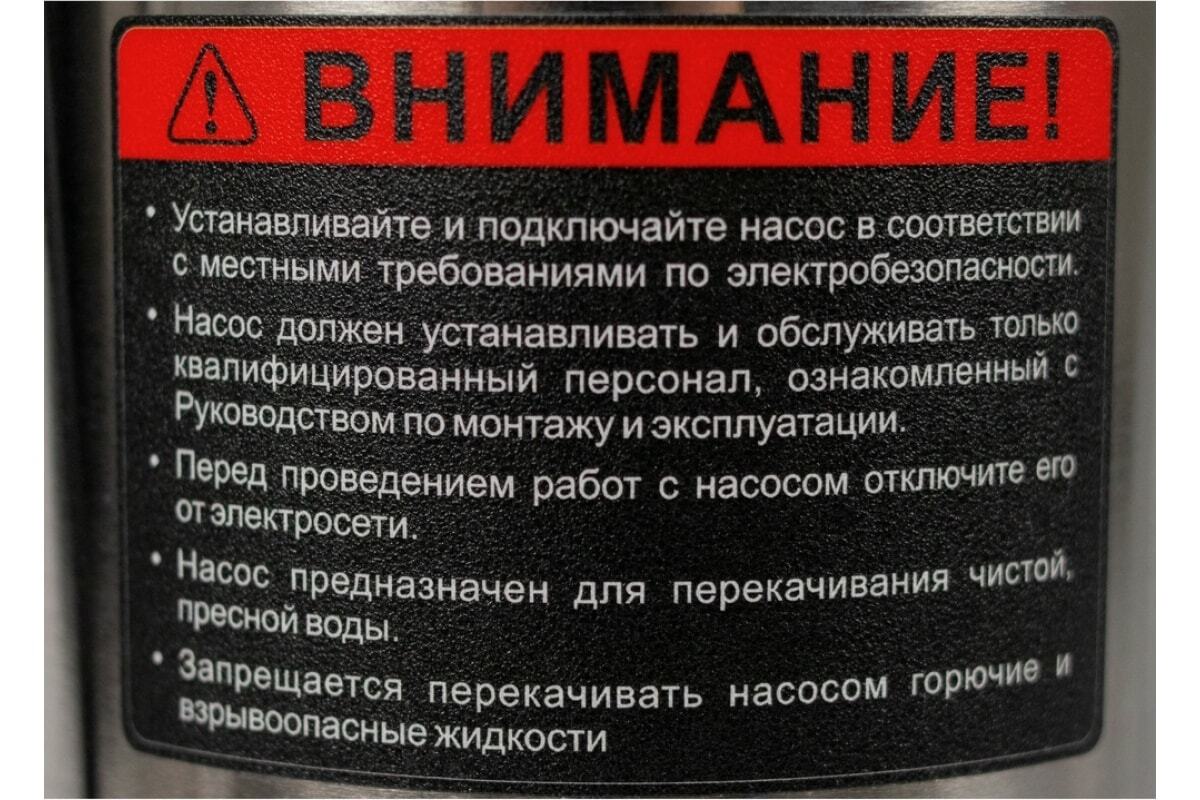 ВНИМАНИЕ!
• Устанавливайте и подключайте насос в соответствии
с местными требованиями по электробезопасности.
• Насос должен устанавливать и обслуживать только
квалифицированный персонал, ознакомленный с
Руководством по монтажу и эксплуатации.
• Перед проведением работ с насосом отключите его
от электросети.
• Насос предназначен для перекачивания чистой,
пресной воды.
• Запрещается перекачивать насосом горючие и
взрывоопасные жидкости